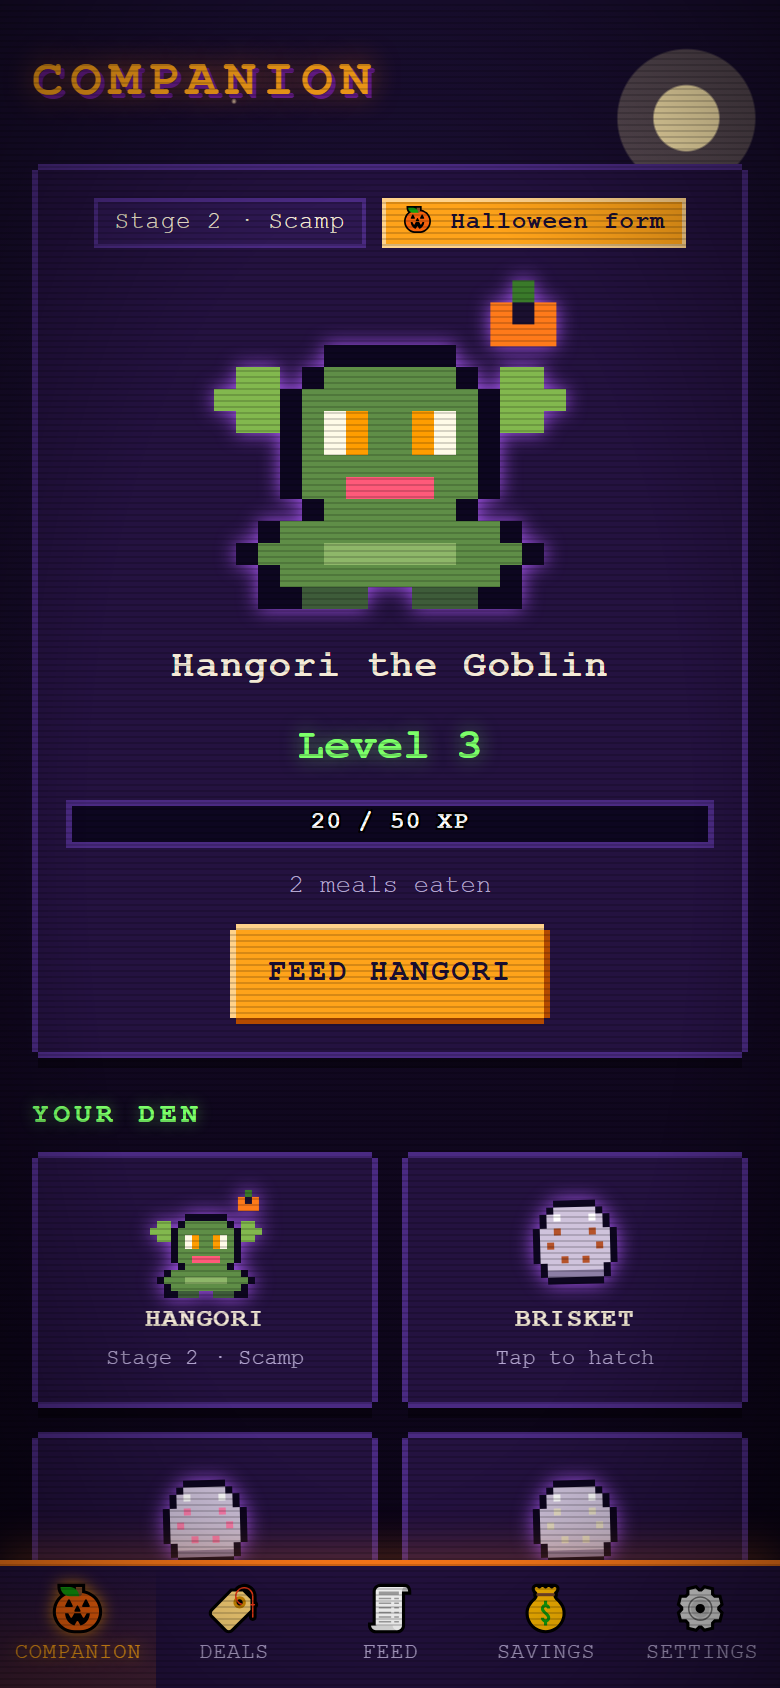 COMPANION
Stage 2 · Scamp
Halloween form
Hangori the Goblin
Level 3
20 / 50 XP
2 meals eaten
FEED HANGORI
YOUR DEN
HANGORI
Stage 2 · Scamp
BRISKET
Tap to hatch
COMPANION
DEALS
FEED
$
SAVINGS
SETTINGS